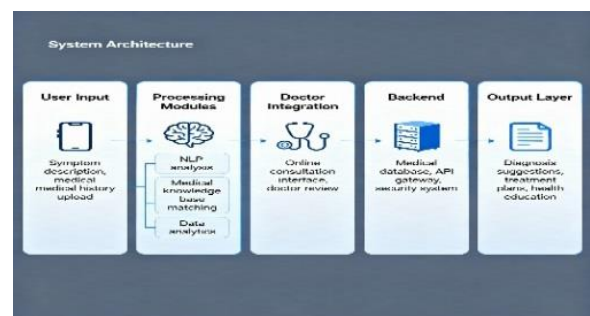 System Architecture
User Input
Symptom
description,
medical
medical history
upload
Processing
Modules
NLP
analysis
Medical
knowledge
base
matching
Data
analytics
Doctor
Integration
Online
consultation
interface,
doctor review
Backend
Medical
database, API
gateway,
security system
Output Layer
Diagnosis
suggestions,
treatment
plans, health
education